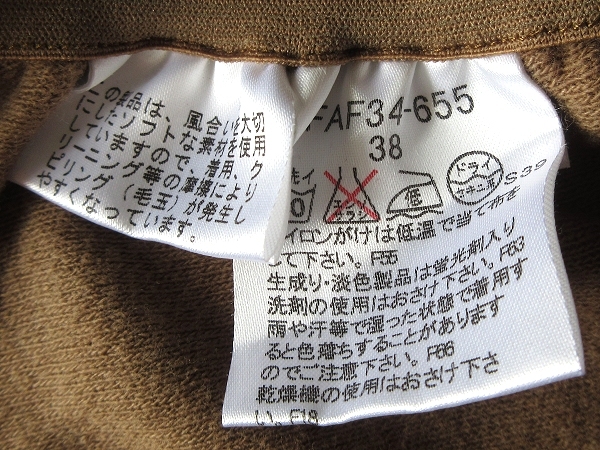 の製品は、風合いを大切
にしたソフトな素材を使用
していますので、着用、ク
リーニング等の摩擦により
ピリング（毛玉）が発生し
やすくなっています。
FAF34-655
38
エンソ
低
ドライ
セキユ系
S39
イロンがけは低温で当て布を
して下さい。F55
生成り・淡色製品は蛍光剤入り
洗剤の使用はおさけ下さい。F63
雨や汗等で湿った状態で着用す
ると色落ちすることがあります
のでご注意下さい。F66
乾燥機の使用はおさけ下さ
い。F18